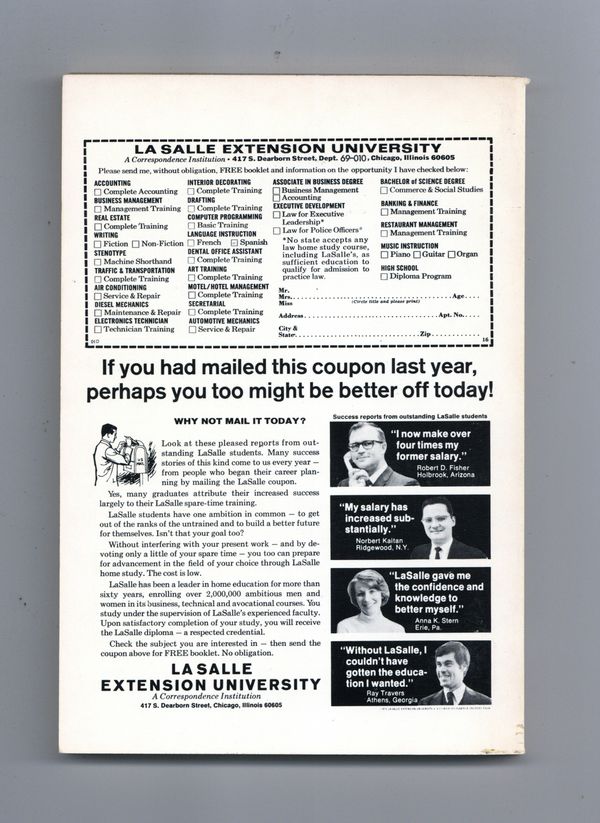 LA SALLE EXTENSION UNIVERSITY
A Correspondence Institution • 417 S. Dearborn Street, Dept. 69-010, Chicago, Illinois 60605
Please send me, without obligation, FREE booklet and information on the opportunity I have checked below:
ACCOUNTING
Complete Accounting
BUSINESS MANAGEMENT
Management Training
REAL ESTATE
Complete Training
WRITING
Fiction Non-Fiction
STENOTYPE
Machine Shorthand
TRAFFIC & TRANSPORTATION
Complete Training
AIR CONDITIONING
Service & Repair
DIESEL MECHANICS
Maintenance & Repair
ELECTRONICS TECHNICIAN
Technician Training
INTERIOR DECORATING
Complete Training
DRAFTING
Complete Training
COMPUTER PROGRAMMING
Basic Training
LANGUAGE INSTRUCTION
French Spanish
DENTAL OFFICE ASSISTANT
Complete Training
ART TRAINING
Complete Training
MOTEL/HOTEL MANAGEMENT
Complete Training
SECRETARIAL
Complete Training
AUTOMOTIVE MECHANICS
Service & Repair
ASSOCIATE IN BUSINESS DEGREE
Business Management
Accounting
EXECUTIVE DEVELOPMENT
Law for Executive
Leadership*
Law for Police Officers*
*No state accepts any
law home study course,
including LaSalle's, as
sufficient education to
qualify for admission to
practice law.
BACHELOR of SCIENCE DEGREE
Commerce & Social Studies
BANKING & FINANCE
Management Training
RESTAURANT MANAGEMENT
Management Training
MUSIC INSTRUCTION
Piano Guitar Organ
HIGH SCHOOL
Diploma Program
Mr.
Mrs. Age
Miss (Circle title and please print)
Address Apt. No.
City &
State Zip
16
If you had mailed this coupon last year,
perhaps you too might be better off today!
WHY NOT MAIL IT TODAY?
Look at these pleased reports from out-
standing LaSalle students. Many success
stories of this kind come to us every year –
from people who began their career plan-
ning by mailing the LaSalle coupon.
Yes, many graduates attribute their increased success
largely to their LaSalle spare-time training.
LaSalle students have one ambition in common – to get
out of the ranks of the untrained and to build a better future
for themselves. Isn't that your goal too?
Without interfering with your present work – and by de-
voting only a little of your spare time – you too can prepare
for advancement in the field of your choice through LaSalle
home study. The cost is low.
LaSalle has been a leader in home education for more than
sixty years, enrolling over 2,000,000 ambitious men and
women in its business, technical and avocational courses. You
study under the supervision of LaSalle's experienced faculty.
Upon satisfactory completion of your study, you will receive
the LaSalle diploma – a respected credential.
Check the subject you are interested in – then send the
coupon above for FREE booklet. No obligation.
LA SALLE
EXTENSION UNIVERSITY
A Correspondence Institution
417 S. Dearborn Street, Chicago, Illinois 60605
Success reports from outstanding LaSalle students
"I now make over
four times my
former salary."
Robert D. Fisher
Holbrook, Arizona
"My salary has
increased sub-
stantially."
Norbert Kaitan
Ridgewood, N.Y.
"LaSalle gave me
the confidence and
knowledge to
better myself."
Anna K. Stern
Erie, Pa.
"Without LaSalle, I
couldn't have
gotten the educa-
tion I wanted."
Ray Travers
Athens, Georgia